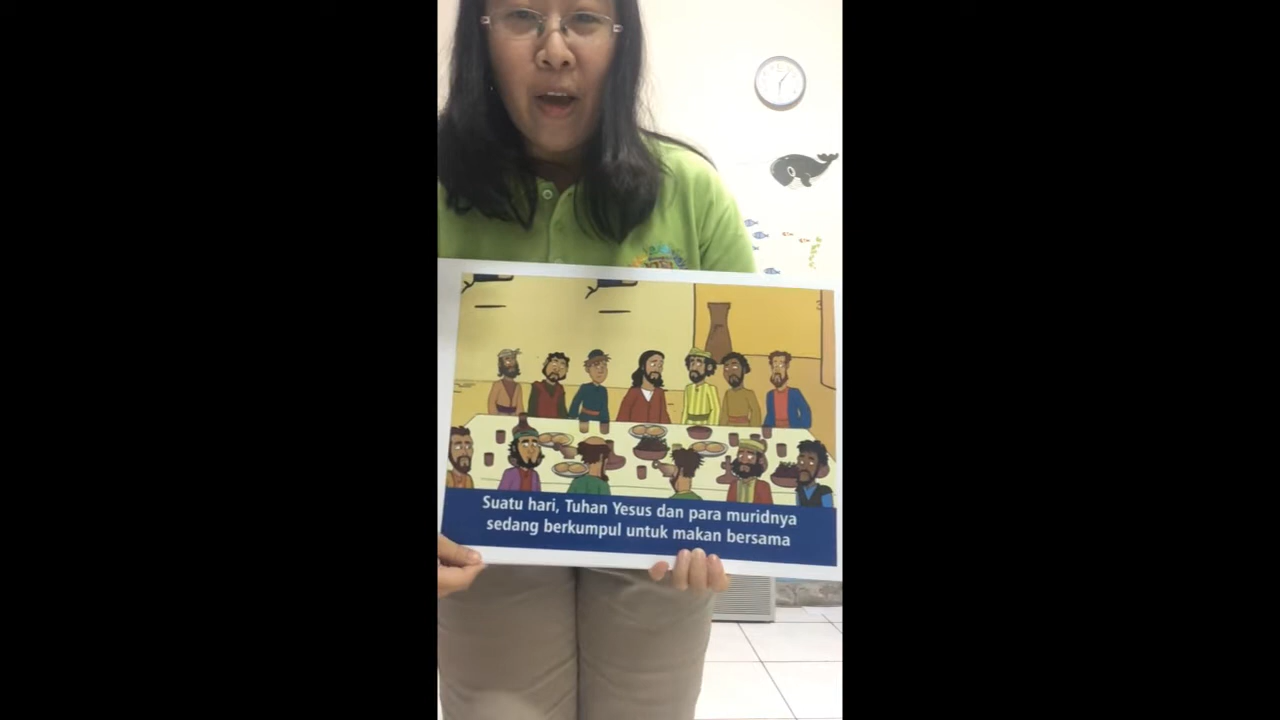 Suatu hari, Tuhan Yesus dan para muridnya
sedang berkumpul untuk makan bersama